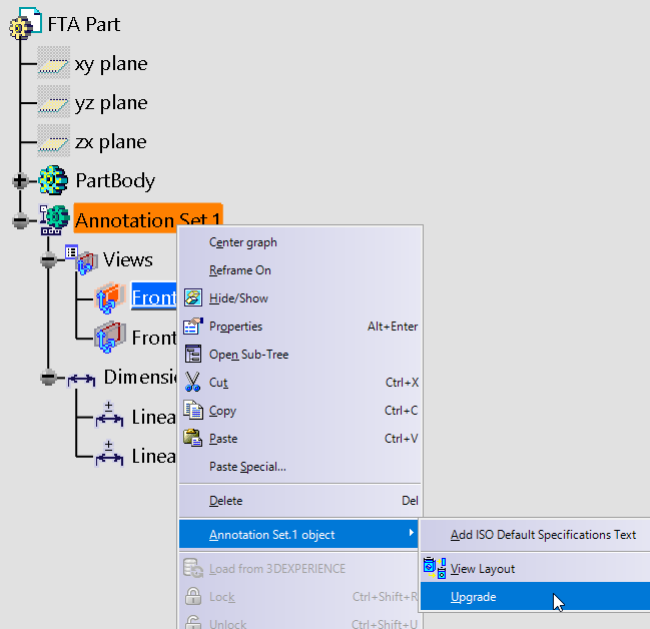 FTA Part
xy plane
yz plane
zx plane
PartBody
Annotation Set.1
Center graph
Views
Reframe On
Front
Hide/Show
Properties Alt+Enter
Front
Open Sub-Tree
Dimensi
Cut Ctrl+X
Linea
Copy Ctrl+C
Paste Ctrl+V
Linea
Paste Special...
Delete Del
Annotation Set.1 object
Add ISO Default Specifications Text
Load from 3DEXPERIENCE
View Layout
Lock Ctrl+Shift+R
Upgrade
Unlock Ctrl+Shift+U